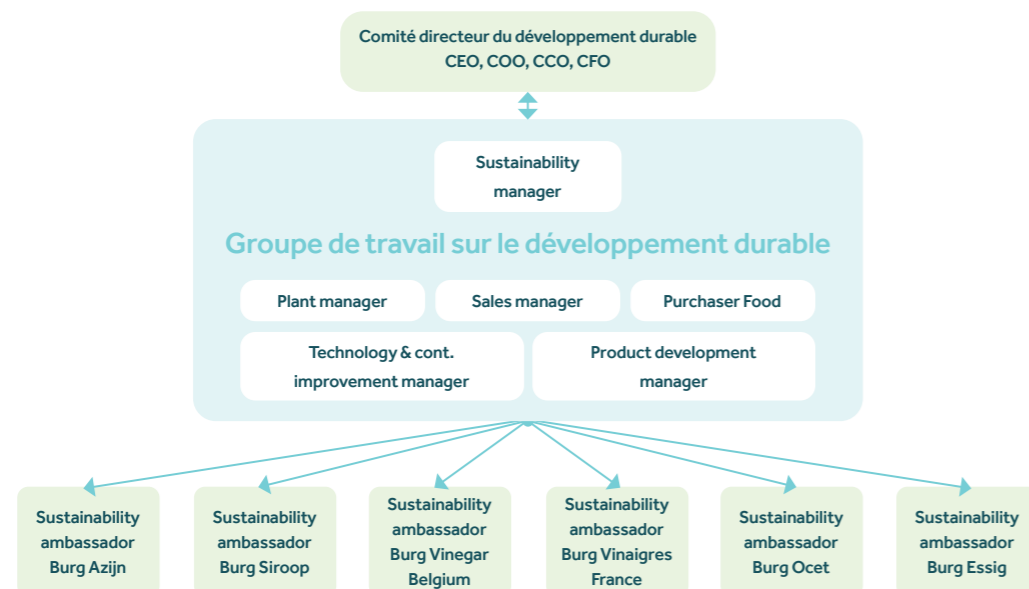 Comité directeur du développement durable
CEO, COO, CCO, CFO
Sustainability
manager
Groupe de travail sur le développement durable
Plant manager
Sales manager
Purchaser Food
Technology & cont.
improvement manager
Product development
manager
Sustainability
ambassador
Burg Azijn
Sustainability
ambassador
Burg Siroop
Sustainability
ambassador
Burg Vinegar
Belgium
Sustainability
ambassador
Burg Vinaigres
France
Sustainability
ambassador
Burg Ocet
Sustainability
ambassador
Burg Essig